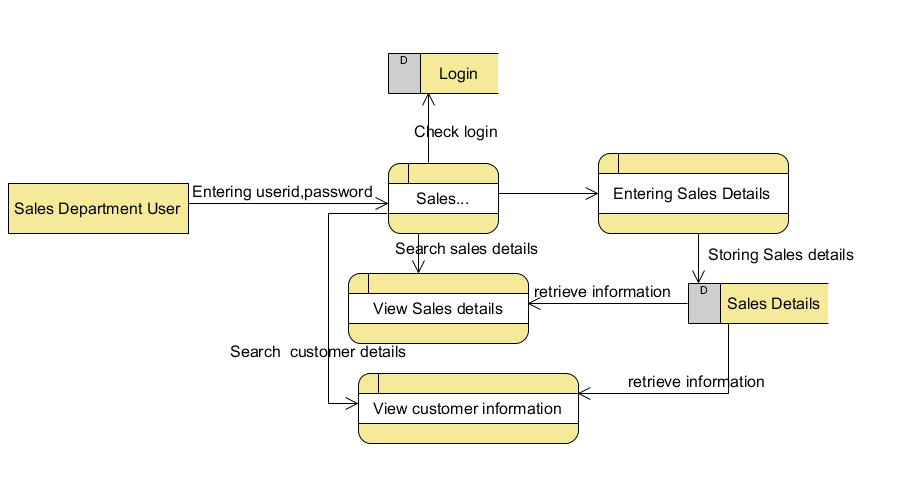 D
Login
Check login
Entering userid,password
Sales Department User
Sales...
Entering Sales Details
Search sales details
Storing Sales details
retrieve information
D
Sales Details
View Sales details
Search  customer details
retrieve information
View customer information